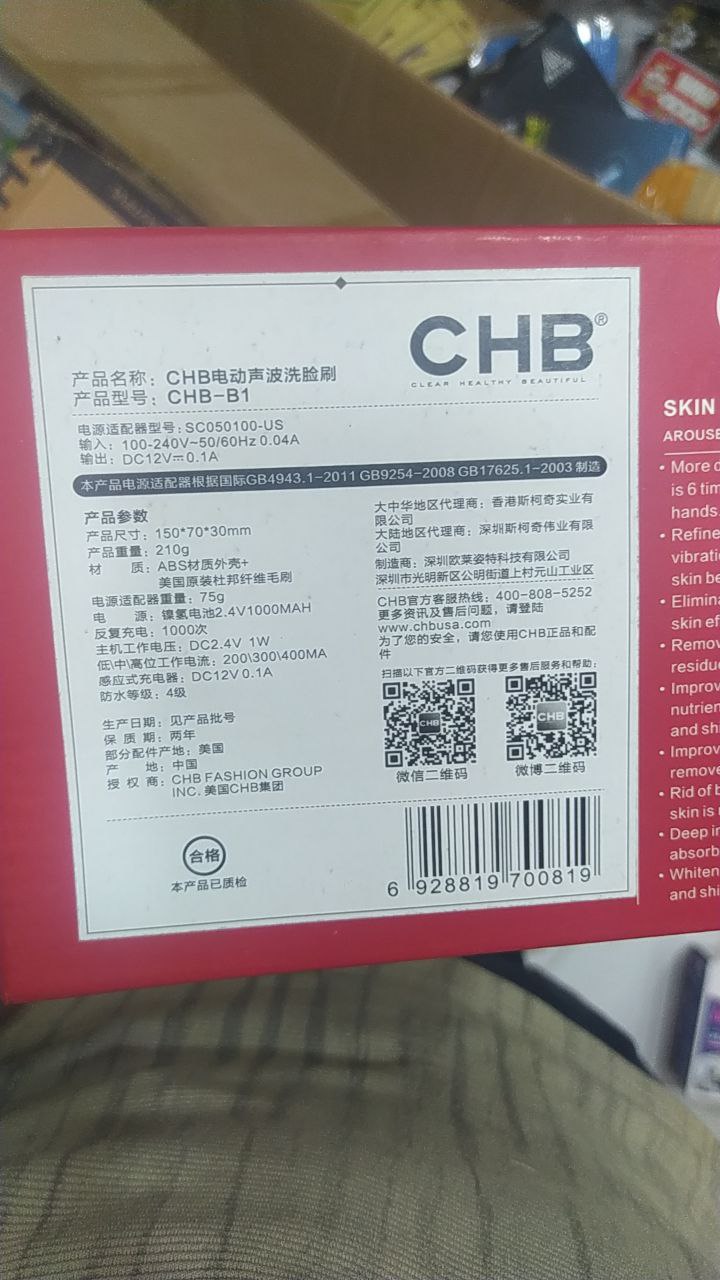 CHB®
CLEAR HEALTHY BEAUTIFUL
产品名称：CHB电动声波洗脸刷
产品型号：CHB-B1
电源适配器型号：SC050100-US
输入：100-240V~50/60Hz 0.04A
输出：DC12V⎓0.1A
本产品电源适配器根据国际GB4943.1-2011 GB9254-2008 GB17625.1-2003 制造
产品参数
产品尺寸：150*70*30mm
产品重量：210g
材 质：ABS材质外壳+
美国原装杜邦纤维毛刷
电源适配器重量：75g
电 源：镍氢电池2.4V1000MAH
反复充电：1000次
主机工作电压：DC2.4V 1W
低\中\高位工作电流：200\300\400MA
感应式充电器：DC12V 0.1A
防水等级：4级
生产日期：见产品批号
保 质 期：两年
部分配件产地：美国
产 地：中国
授 权 商：CHB FASHION GROUP
INC. 美国CHB集团
大中华地区代理商：香港斯柯奇实业有
限公司
大陆地区代理商：深圳斯柯奇伟业有限
公司
制造商：深圳欧莱姿特科技有限公司
深圳市光明新区公明街道上村元山工业区
CHB官方客服热线：400-808-5252
更多资讯及售后问题，请登陆
www.chbusa.com
为了您的安全，请您使用CHB正品和配
件
扫描以下官方二维码获得更多售后服务和帮助：
CHB
CHB
微信二维码
微博二维码
合格
本产品已质检
6 928819 700819
SKIN
AROUSE
• More
is 6
hands.
• Refine
skin
•
skin
•
•
and
•
• Rid of
skin is
• Deep
•
and